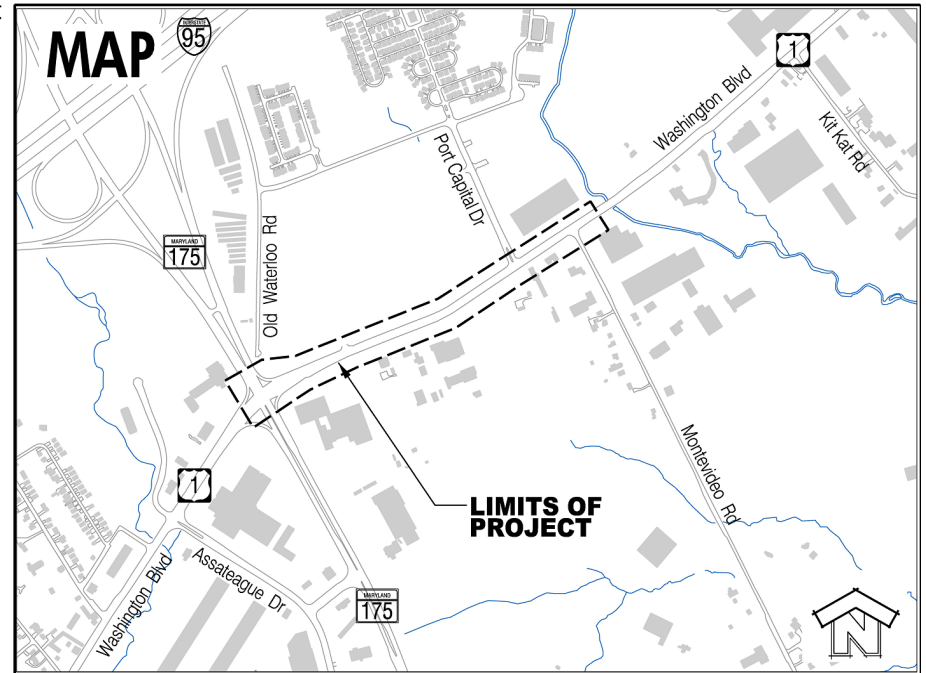 MAP
INTERSTATE
95
1
Washington Blvd
Kit Kat Rd
Port Capital Dr
MARYLAND
175
Old Waterloo Rd
1
LIMITS OF
PROJECT
Montevideo Rd
Assateague Dr
Washington Blvd
MARYLAND
175
N